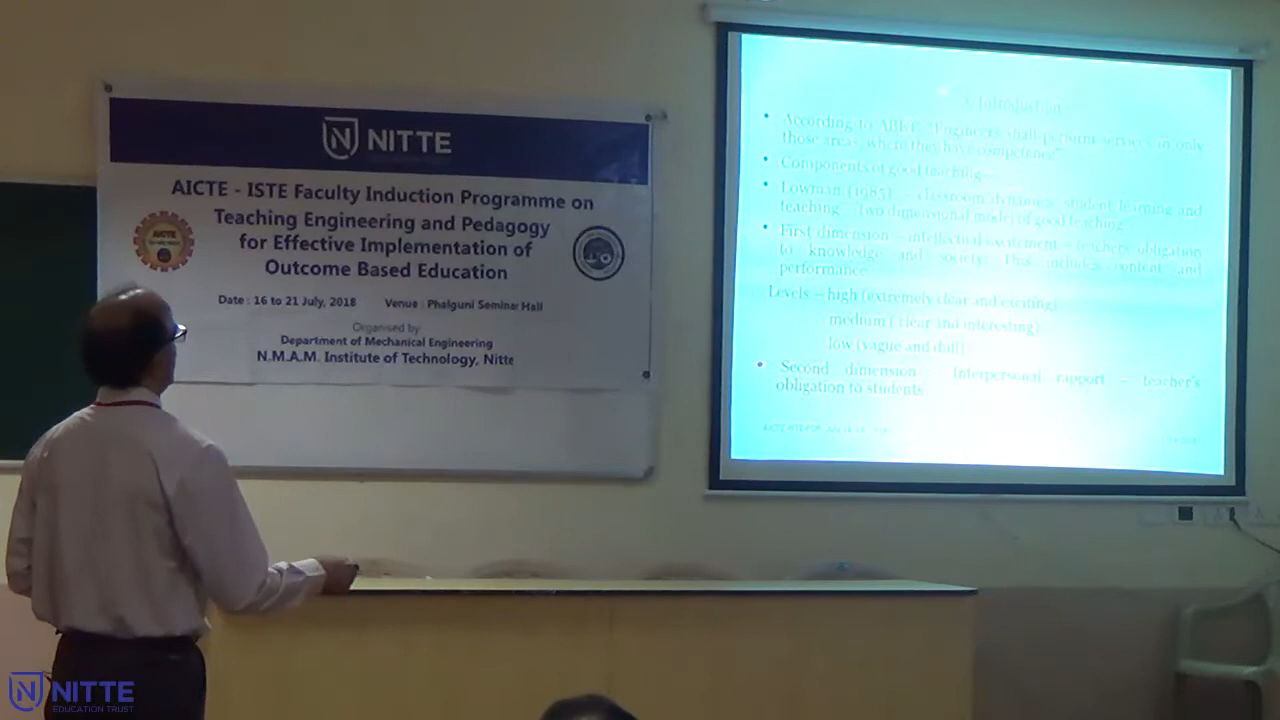 NITTE
AICTE - ISTE Faculty Induction Programme on
Teaching Engineering and Pedagogy
for Effective Implementation of
Outcome Based Education
AICTE
Date : 16 to 21 July, 2018 Venue : Phalguni Seminar Hall
Organised by
Department of Mechanical Engineering
N.M.A.M. Institute of Technology, Nitte
Introduction
According to ABET, "Engineers shall perform services in only
those areas, where they have competence"
Components of good teaching
Lowman (1985) – classroom dynamics, student learning and
teaching – Two dimensional model of good teaching
First dimension – intellectual excitement – teachers obligation
to knowledge and society. This includes content and
performance
Levels – high (extremely clear and exciting)
medium ( clear and interesting)
low (vague and dull)
Second dimension – Interpersonal rapport – teacher's
obligation to students
NITTE
EDUCATION TRUST